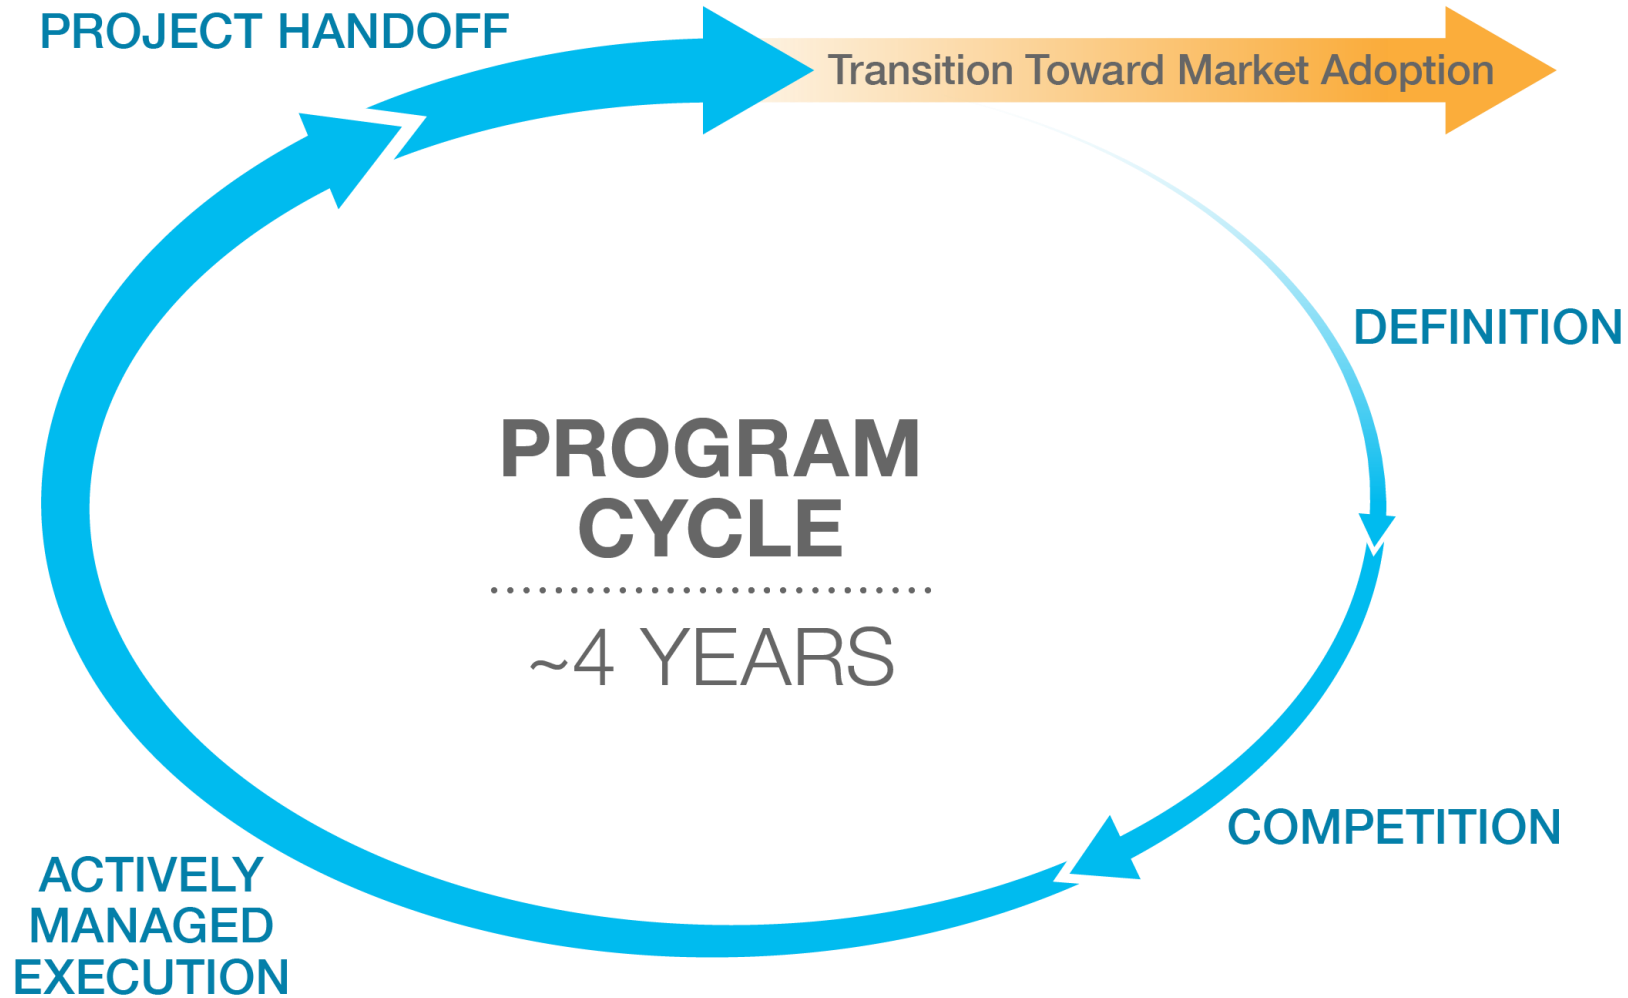 PROJECT HANDOFF
Transition Toward Market Adoption
DEFINITION
PROGRAM
CYCLE
~4 YEARS
COMPETITION
ACTIVELY
MANAGED
EXECUTION